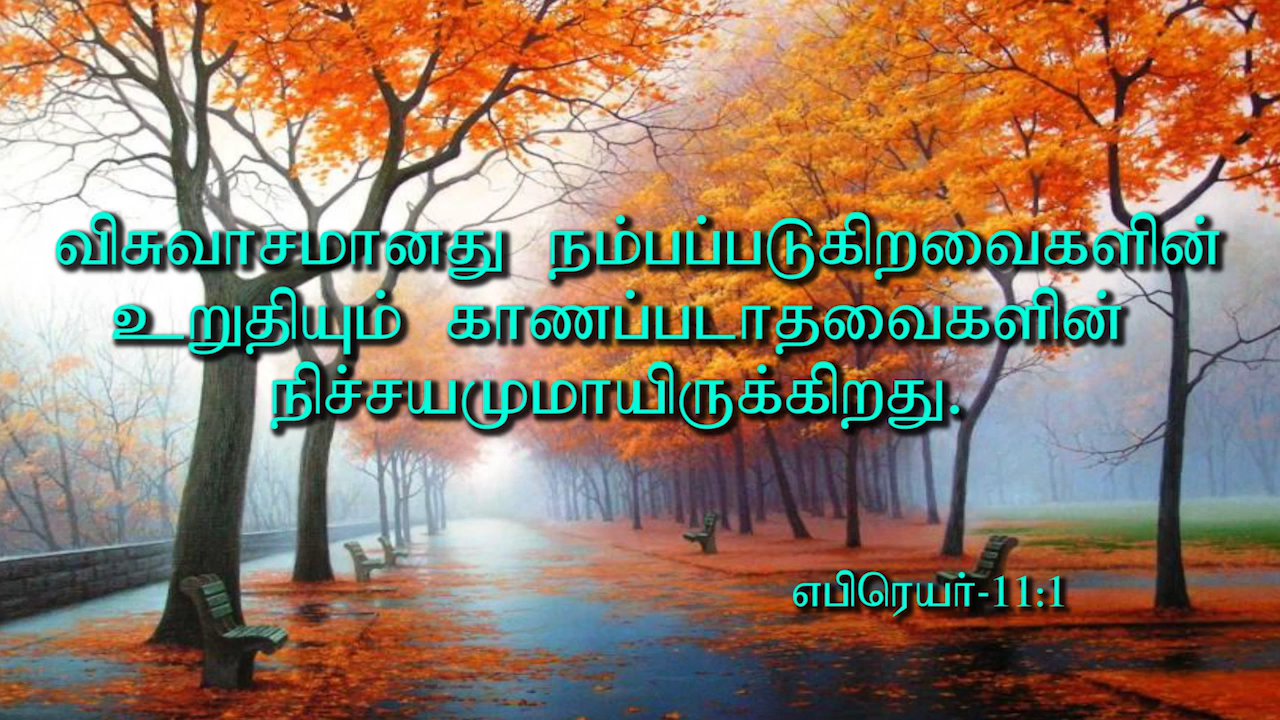 விசுவாசமானது நம்பப்படுகிறவைகளின்
உறுதியும் காணப்படாதவைகளின்
நிச்சயமுமாயிருக்கிறது.
எபிரெயர்-11:1